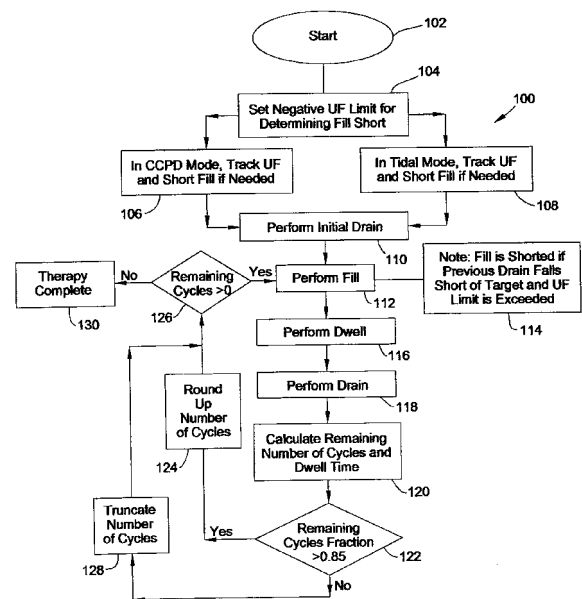 Start
102
104
Set Negative UF Limit for
Determining Fill Short
100
In CCPD Mode, Track UF
and Short Fill if Needed
106
In Tidal Mode, Track UF
and Short Fill if Needed
108
Perform Initial Drain
110
Therapy
Complete
130
No
Remaining
Cycles >0
126
Yes
Perform Fill
112
Note: Fill is Shorted if
Previous Drain Falls
Short of Target and UF
Limit is Exceeded
114
Perform Dwell
116
Perform Drain
118
Round
Up
Number
of Cycles
124
Calculate Remaining
Number of Cycles and
Dwell Time
120
Truncate
Number
of Cycles
128
Yes
Remaining
Cycles Fraction
>0.85
122
No